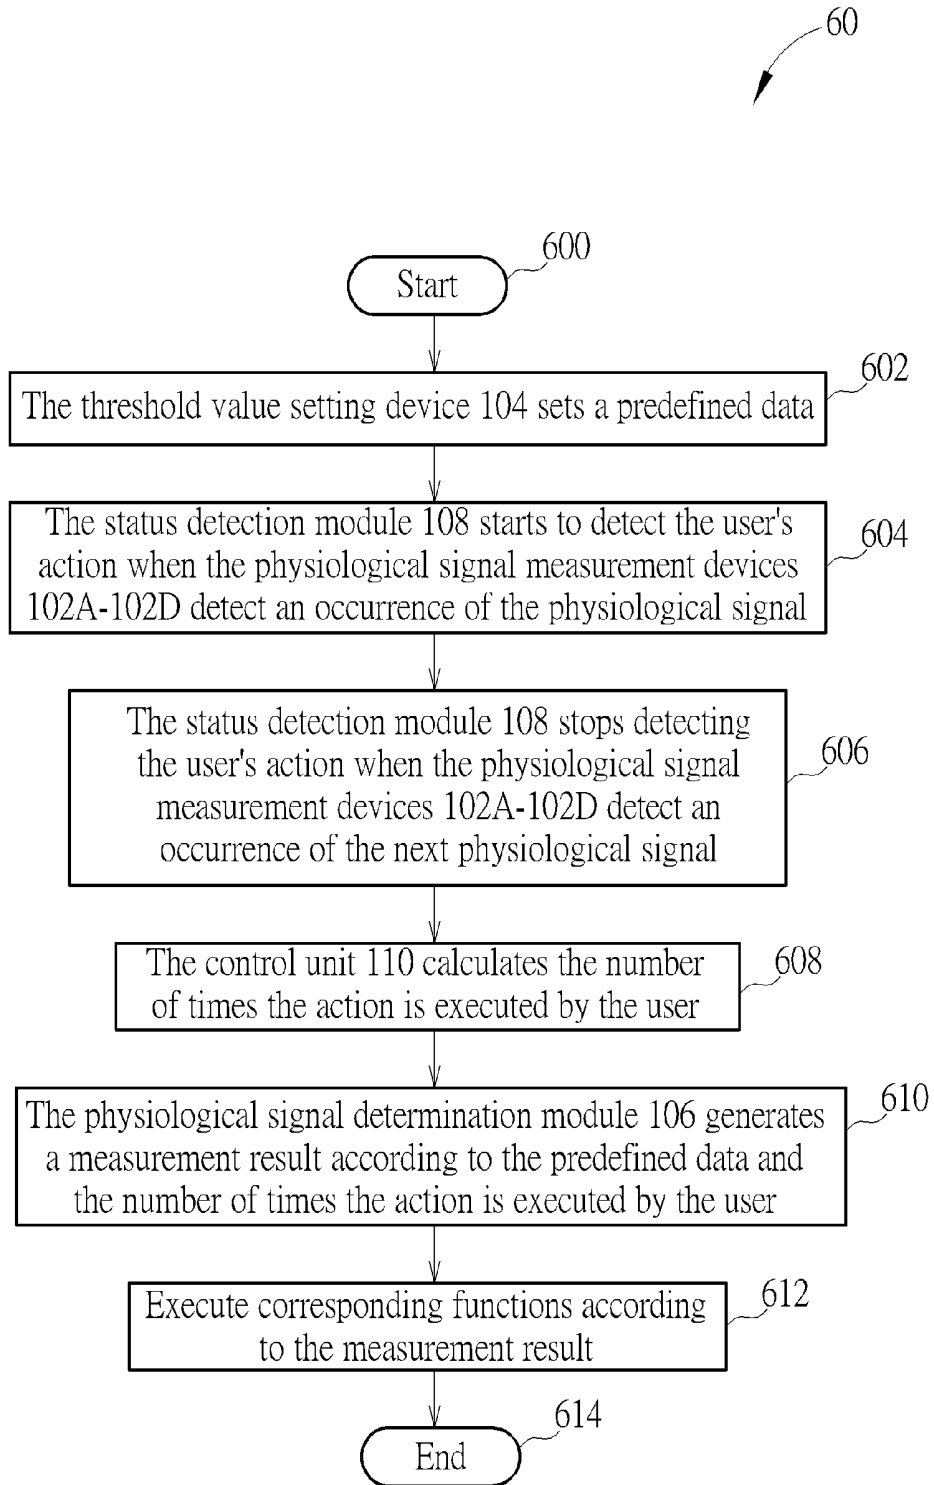 60
600
Start
602
The threshold value setting device 104 sets a predefined data
The status detection module 108 starts to detect the user's
action when the physiological signal measurement devices
102A-102D detect an occurrence of the physiological signal
604
The status detection module 108 stops detecting
the user's action when the physiological signal
measurement devices 102A-102D detect an
occurrence of the next physiological signal
606
The control unit 110 calculates the number
of times the action is executed by the user
608
The physiological signal determination module 106 generates
a measurement result according to the predefined data and
the number of times the action is executed by the user
610
Execute corresponding functions according
to the measurement result
612
614
End